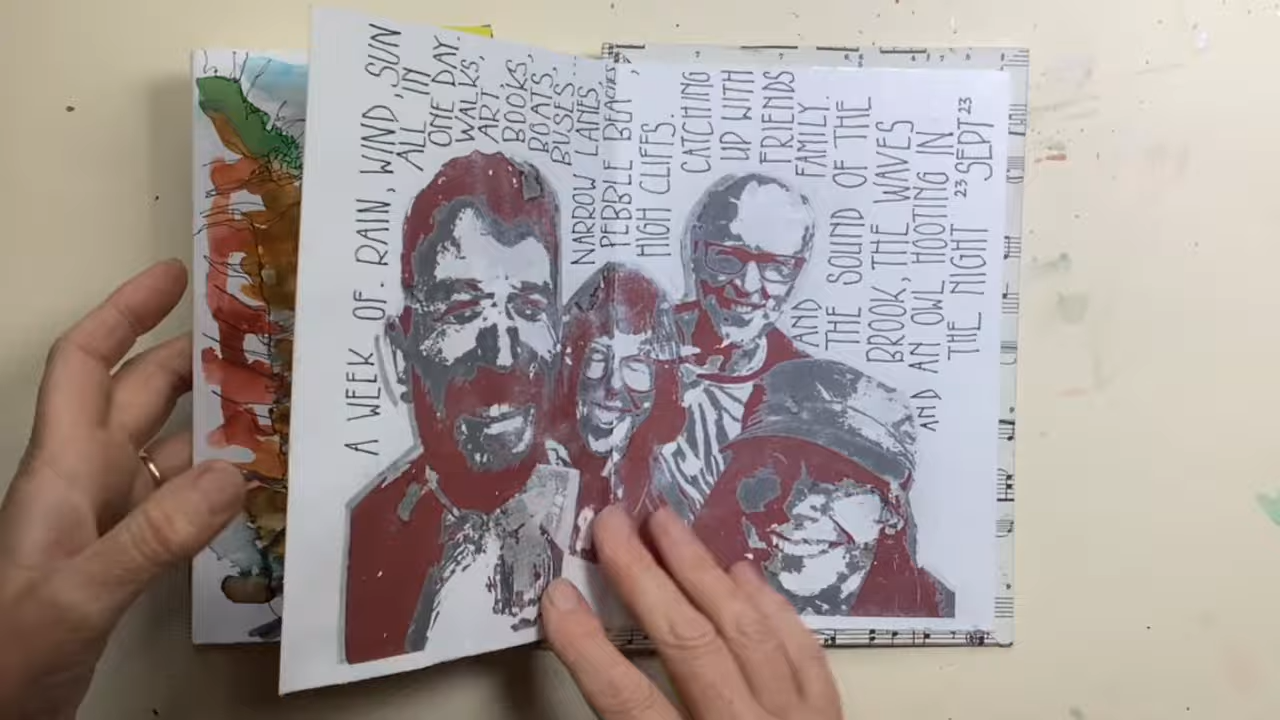 A WEEK OF. RAIN, WIND, SUN
ALL IN
ONE DAY.
WALKS,
ART,
BOOKS,
BOATS,
BUSES...
NARROW LANES
PEBBLE BEACHES,
HIGH CLIFFS.
CATCHING
UP WITH
FRIENDS
AND FAMILY.
THE SOUND OF THE
BROOK, THE WAVES
AND AN OWL HOOTING IN
THE NIGHT 23 SEPT 23